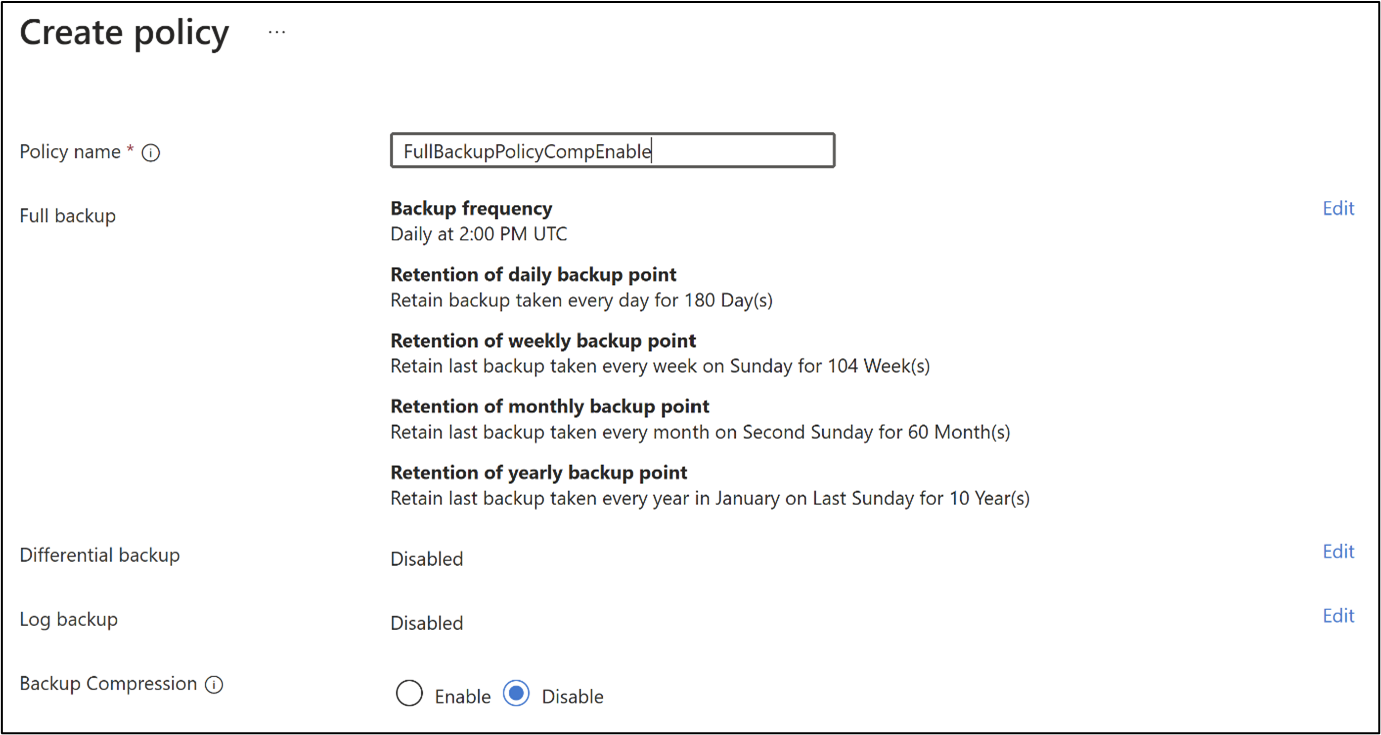 Create policy ...
Policy name *
FullBackupPolicyCompEnable
Full backup
Backup frequency
Edit
Daily at 2:00 PM UTC
Retention of daily backup point
Retain backup taken every day for 180 Day(s)
Retention of weekly backup point
Retain last backup taken every week on Sunday for 104 Week(s)
Retention of monthly backup point
Retain last backup taken every month on Second Sunday for 60 Month(s)
Retention of yearly backup point
Retain last backup taken every year in January on Last Sunday for 10 Year(s)
Differential backup
Disabled
Edit
Log backup
Disabled
Edit
Backup Compression
Enable
Disable